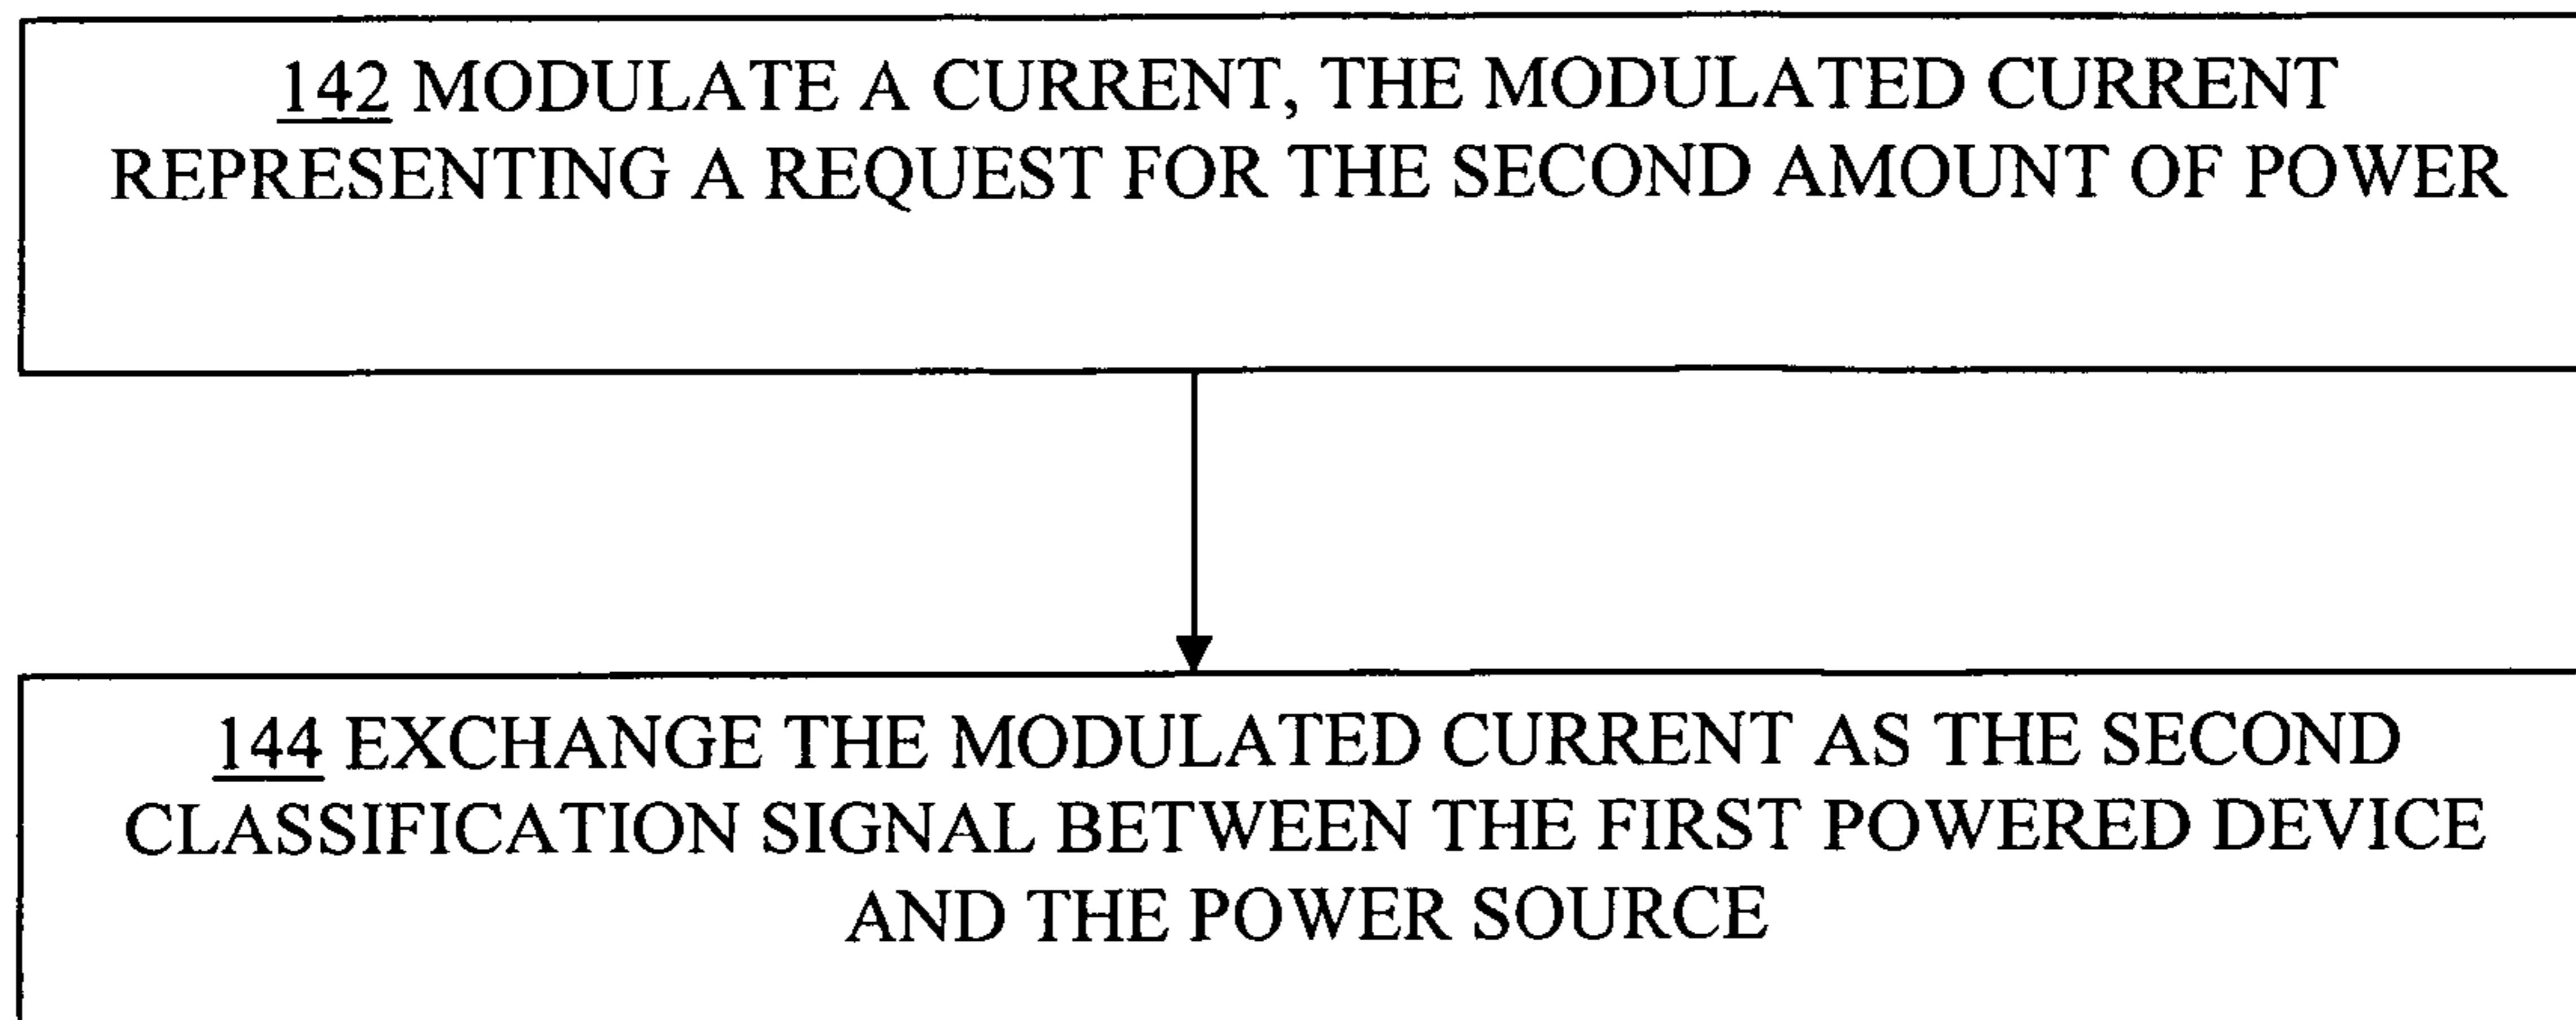 142 MODULATE A CURRENT, THE MODULATED CURRENT
REPRESENTING A REQUEST FOR THE SECOND AMOUNT OF POWER
144 EXCHANGE THE MODULATED CURRENT AS THE SECOND
CLASSIFICATION SIGNAL BETWEEN THE FIRST POWERED DEVICE
AND THE POWER SOURCE